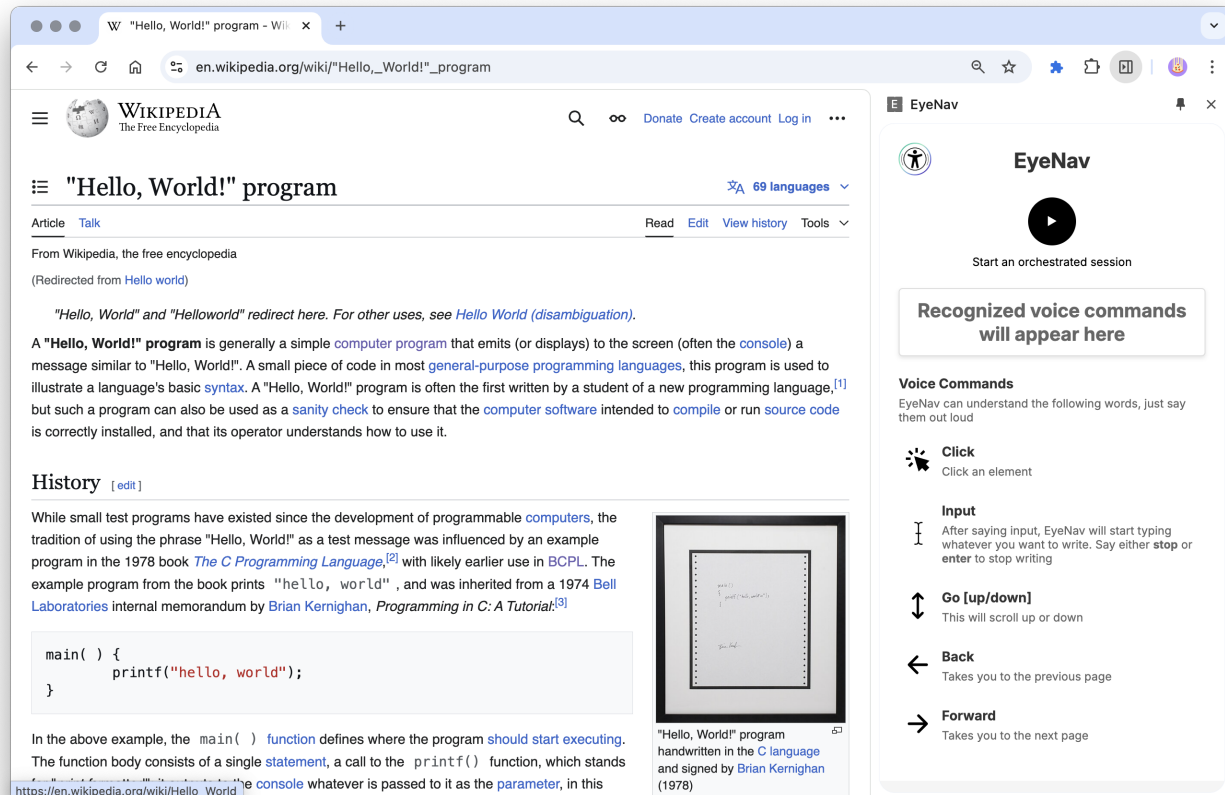 "Hello, World!" program - Wik
en.wikipedia.org/wiki/"Hello,_World!"_program
WIKIPEDIA
The Free Encyclopedia
Donate Create account Log in
"Hello, World!" program
69 languages
Article Talk
Read Edit View history Tools
From Wikipedia, the free encyclopedia
(Redirected from Hello world)
"Hello, World" and "Helloworld" redirect here. For other uses, see Hello World (disambiguation).
A "Hello, World!" program is generally a simple computer program that emits (or displays) to the screen (often the console) a
message similar to "Hello, World!". A small piece of code in most general-purpose programming languages, this program is used to
illustrate a language's basic syntax. A "Hello, World!" program is often the first written by a student of a new programming language,[1]
but such a program can also be used as a sanity check to ensure that the computer software intended to compile or run source code
is correctly installed, and that its operator understands how to use it.
History [ edit ]
While small test programs have existed since the development of programmable computers, the
tradition of using the phrase "Hello, World!" as a test message was influenced by an example
program in the 1978 book The C Programming Language,[2] with likely earlier use in BCPL. The
example program from the book prints "hello, world" , and was inherited from a 1974 Bell
Laboratories internal memorandum by Brian Kernighan, Programming in C: A Tutorial:[3]
main( ) {
printf("hello, world");
}
In the above example, the main( ) function defines where the program should start executing.
The function body consists of a single statement, a call to the printf() function, which stands
console whatever is passed to it as the parameter, in this
https://en.wikipedia.org/wiki/Hello_World
"Hello, World!" program
handwritten in the C language
and signed by Brian Kernighan
(1978)
E EyeNav
EyeNav
Start an orchestrated session
Recognized voice commands
will appear here
Voice Commands
EyeNav can understand the following words, just say
them out loud
Click
Click an element
Input
After saying input, EyeNav will start typing
whatever you want to write. Say either stop or
enter to stop writing
Go [up/down]
This will scroll up or down
Back
Takes you to the previous page
Forward
Takes you to the next page